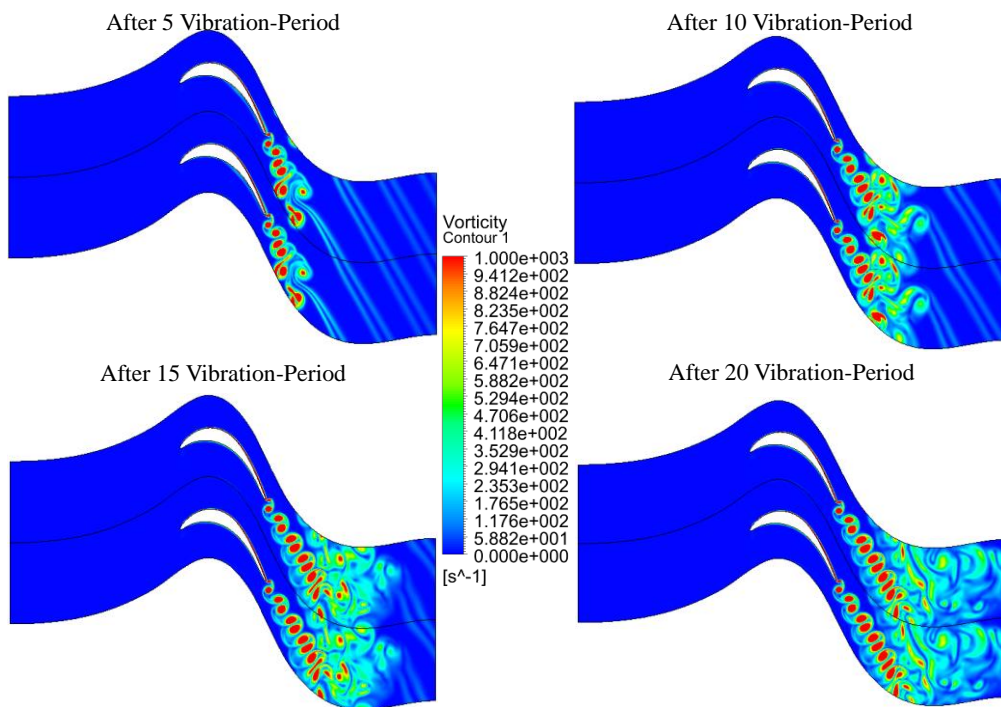 After 5 Vibration-Period
After 10 Vibration-Period
Vorticity
Contour 1
1.000e+003
9.412e+002
8.824e+002
8.235e+002
7.647e+002
7.059e+002
6.471e+002
5.882e+002
5.294e+002
4.706e+002
4.118e+002
3.529e+002
2.941e+002
2.353e+002
1.765e+002
1.176e+002
5.882e+001
0.000e+000
[s^-1]
After 15 Vibration-Period
After 20 Vibration-Period